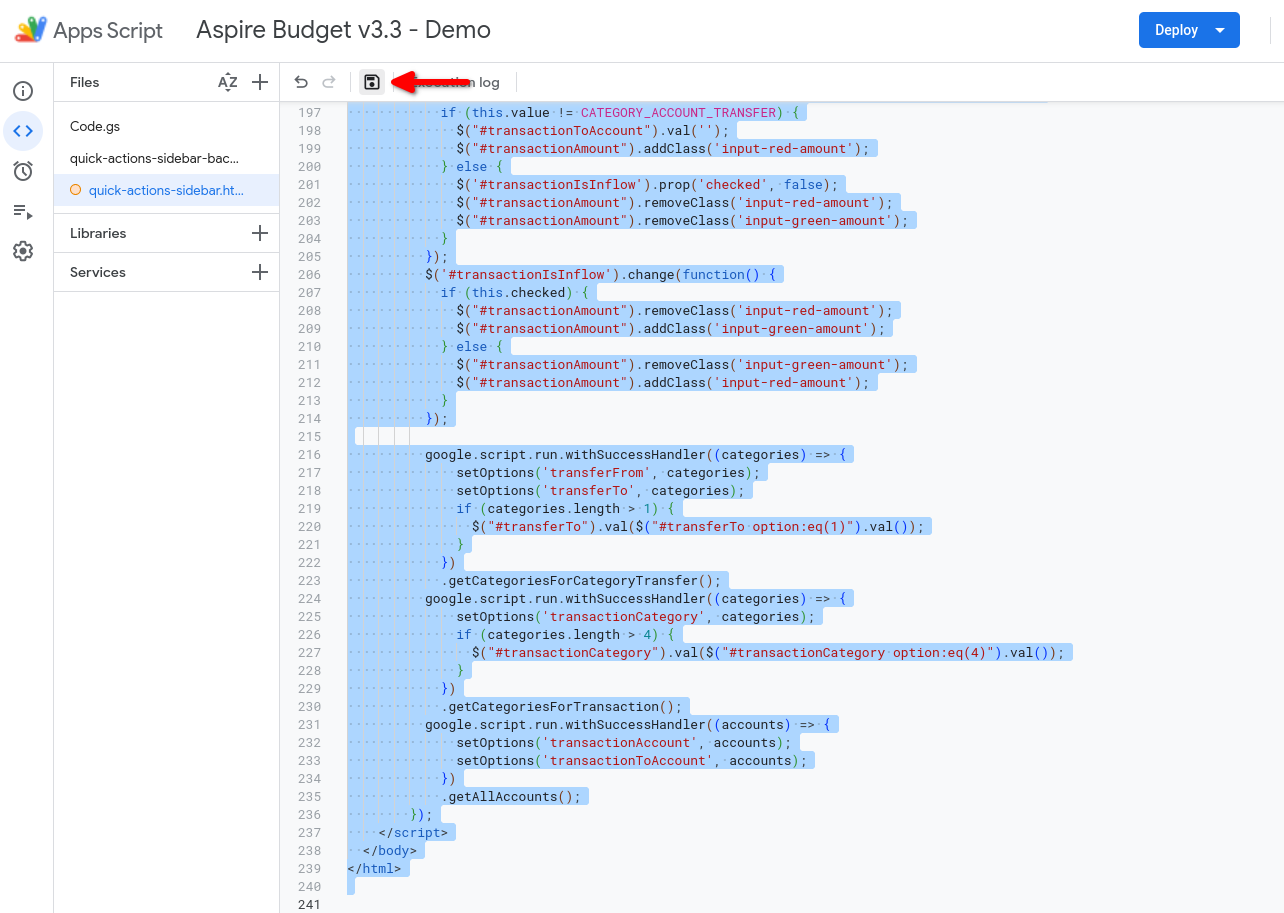 Apps Script
Aspire Budget v3.3 - Demo
Deploy
Files
AZ
log
Code.gs
quick-actions-sidebar-bac...
quick-actions-sidebar.ht...
Libraries
Services
197 if (this.value != CATEGORY_ACCOUNT_TRANSFER) {
198 $("#transactionToAccount").val('');
199 $("#transactionAmount").addClass('input-red-amount');
200 } else {
201 $('#transactionIsInflow').prop('checked', false);
202 $("#transactionAmount").removeClass('input-red-amount');
203 $("#transactionAmount").removeClass('input-green-amount');
204 }
205 });
206 $('#transactionIsInflow').change(function() {
207 if (this.checked) {
208 $("#transactionAmount").removeClass('input-red-amount');
209 $("#transactionAmount").addClass('input-green-amount');
210 } else {
211 $("#transactionAmount").removeClass('input-green-amount');
212 $("#transactionAmount").addClass('input-red-amount');
213 }
214 });
215
216 google.script.run.withSuccessHandler((categories) => {
217 setOptions('transferFrom', categories);
218 setOptions('transferTo', categories);
219 if (categories.length > 1) {
220 $("#transferTo").val($("#transferTo option:eq(1)").val());
221 }
222 })
223 .getCategoriesForCategoryTransfer();
224 google.script.run.withSuccessHandler((categories) => {
225 setOptions('transactionCategory', categories);
226 if (categories.length > 4) {
227 $("#transactionCategory").val($("#transactionCategory option:eq(4)").val());
228 }
229 })
230 .getCategoriesForTransaction();
231 google.script.run.withSuccessHandler((accounts) => {
232 setOptions('transactionAccount', accounts);
233 setOptions('transactionToAccount', accounts);
234 })
235 .getAllAccounts();
236 });
237 </script>
238 </body>
239 </html>
240
241